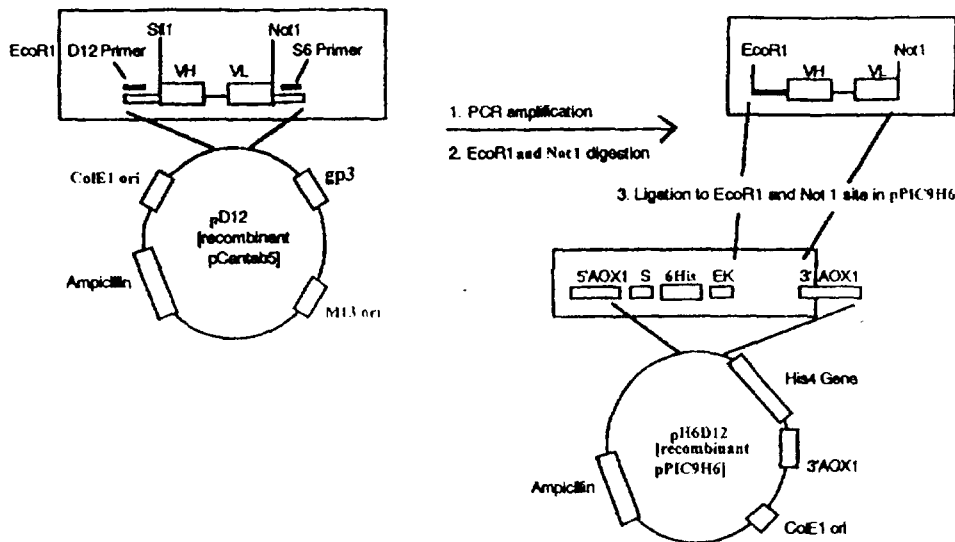 Sfi1 Not1
EcoR1 D12 Primer S6 Primer
VH VL
EcoR1 Not1
VH VL
1. PCR amplification
2. EcoR1 and Not1 digestion
3. Ligation to EcoR1 and Not 1 site in pPIC9H6
ColE1 ori gp3
pD12
[recombinant
pCantab5]
Ampicillin
M13 ori
5'AOX1 S 6His EK 3'AOX1
His4 Gene
pH6D12
[recombinant
pPIC9H6]
3'AOX1
Ampicillin
ColE1 ori